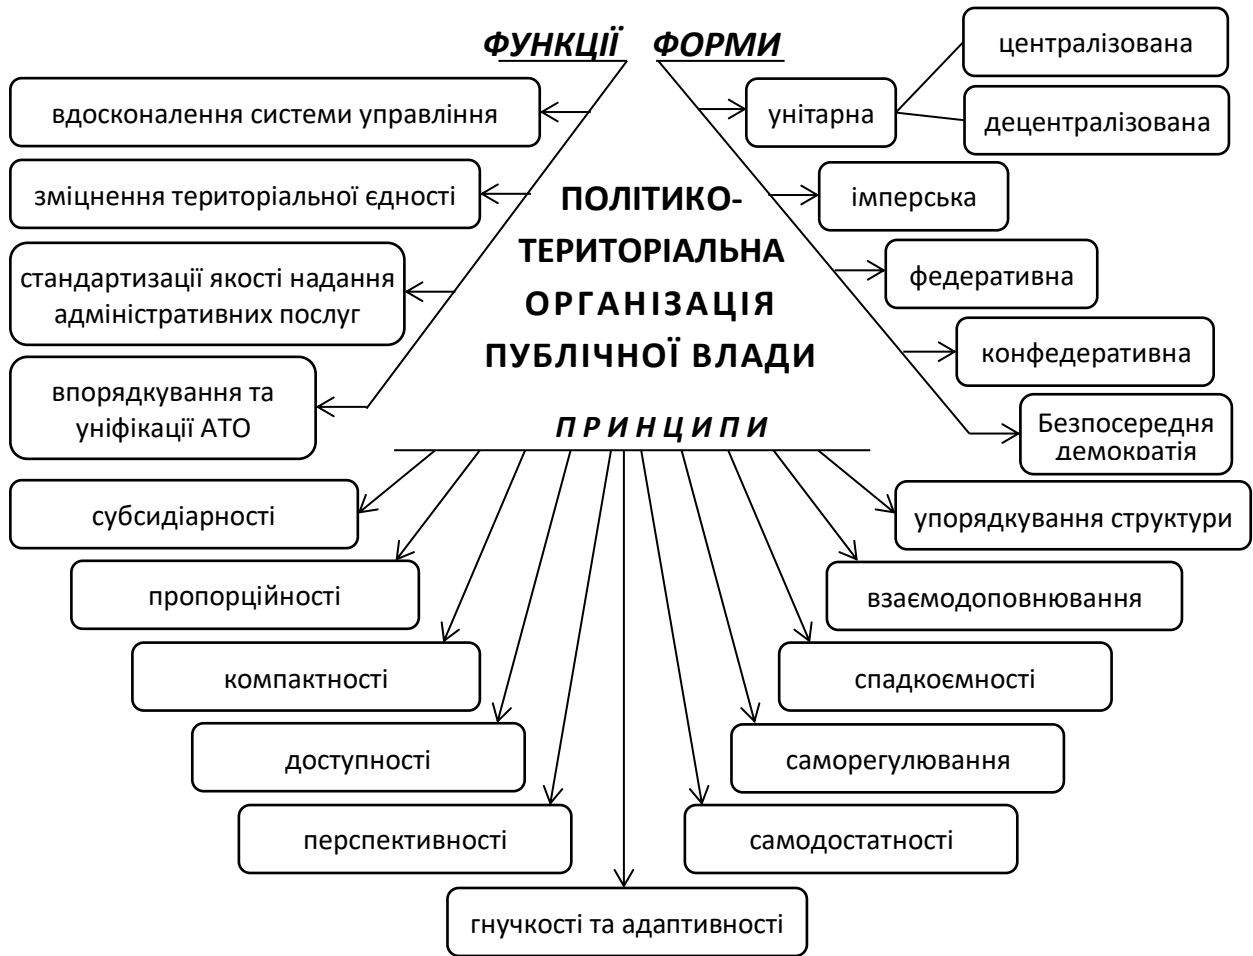 ФУНКЦІЇ
вдосконалення системи управління
зміцнення територіальної єдності
стандартизації якості надання
адміністративних послуг
впорядкування та
уніфікації АТО
ФОРМИ
унітарна
централізована
децентралізована
імперська
федеративна
конфедеративна
Безпосередня
демократія
ПОЛІТИКО-
ТЕРИТОРІАЛЬНА
ОРГАНІЗАЦІЯ
ПУБЛІЧНОЇ ВЛАДИ
ПРИНЦИПИ
субсидіарності
пропорційності
компактності
доступності
перспективності
гнучкості та адаптивності
самодостатності
саморегулювання
спадкоємності
взаємодоповнювання
упорядкування структури